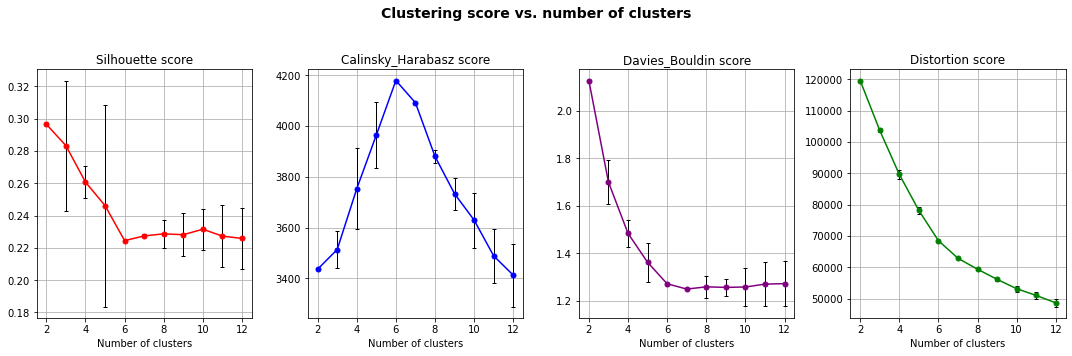 Clustering score vs. number of clusters
Silhouette score
0.32
0.30
0.28
0.26
0.24
0.22
0.20
0.18
2 4 6 8 10 12
Number of clusters
Calinsky_Harabasz score
4200
4000
3800
3600
3400
2 4 6 8 10 12
Number of clusters
Davies_Bouldin score
2.0
1.8
1.6
1.4
1.2
2 4 6 8 10 12
Number of clusters
Distortion score
120000
110000
100000
90000
80000
70000
60000
50000
2 4 6 8 10 12
Number of clusters